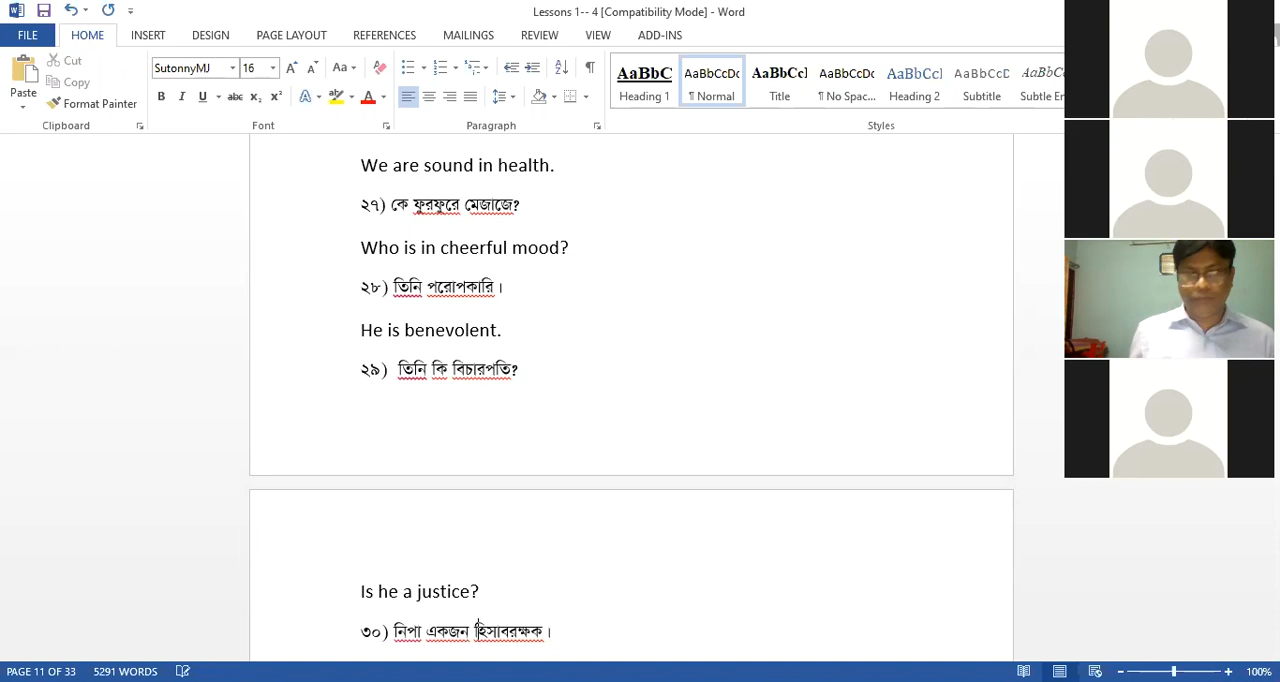 Lessons 1-- 4 [Compatibility Mode] - Word
FILE HOME INSERT DESIGN PAGE LAYOUT REFERENCES MAILINGS REVIEW VIEW ADD-INS
Paste
Cut
Copy
Format Painter
Clipboard
SutonnyMJ 16
Font
Paragraph
AaBbC AaBbCcDc AaBbCc] AaBbCcDc AaBbCc] AaBbCcD AaBbCc
Heading 1 ¶ Normal Title ¶ No Spac... Heading 2 Subtitle Subtle En
Styles
We are sound in health.
২৭) কে ফুরফুরে মেজাজে?
Who is in cheerful mood?
২৮) তিনি পরোপকারি।
He is benevolent.
২৯) তিনি কি বিচারপতি?
Is he a justice?
৩০) নিপা একজন হিসাবরক্ষক।
PAGE 11 OF 33 5291 WORDS 100%